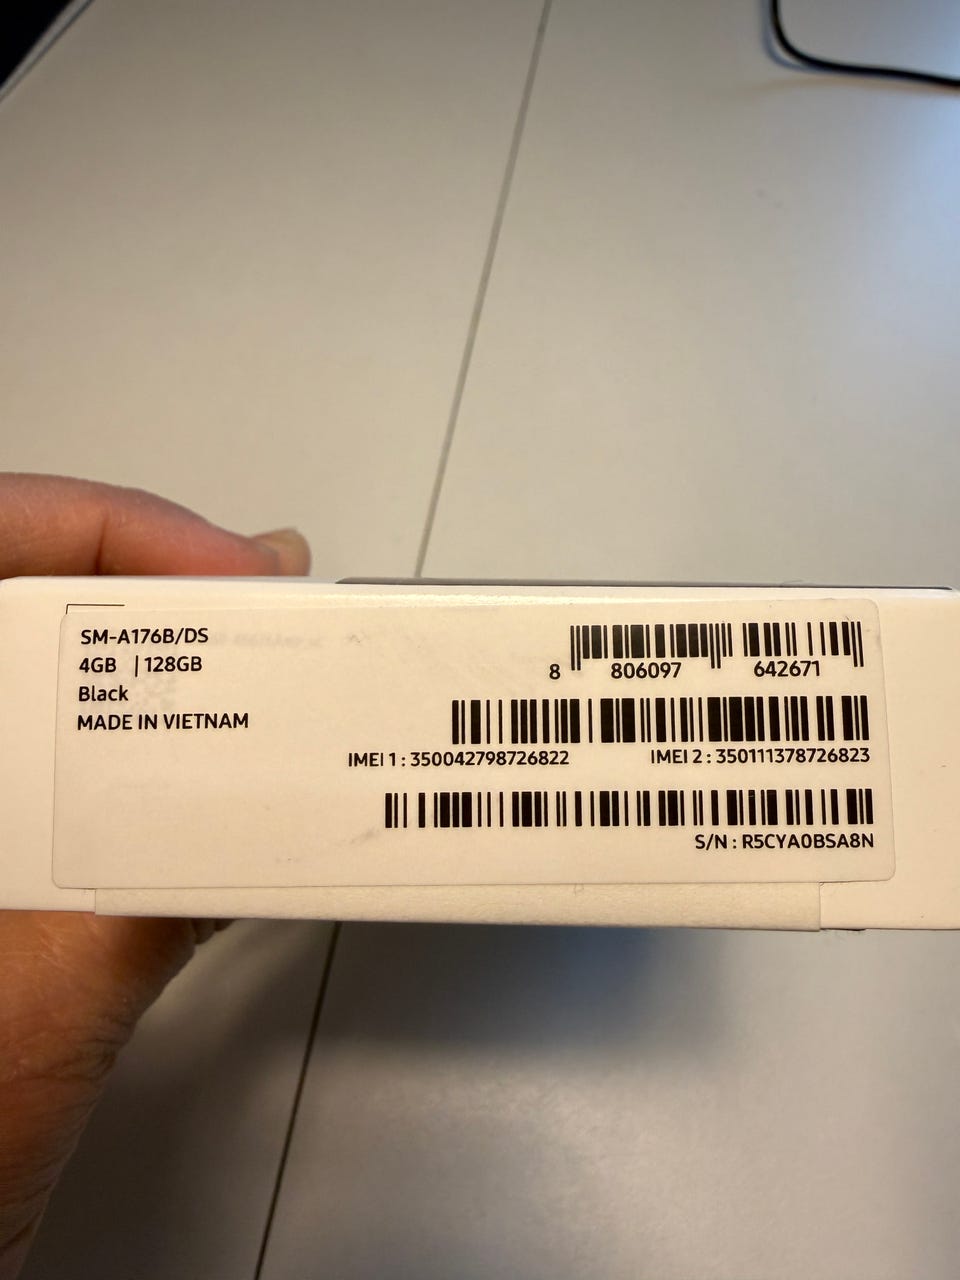 SM-A176B/DS
4GB | 128GB
Black
MADE IN VIETNAM
8 806097 642671
IMEI 1 : 350042798726822 IMEI 2 : 350111378726823
S/N : R5CYA0BSA8N